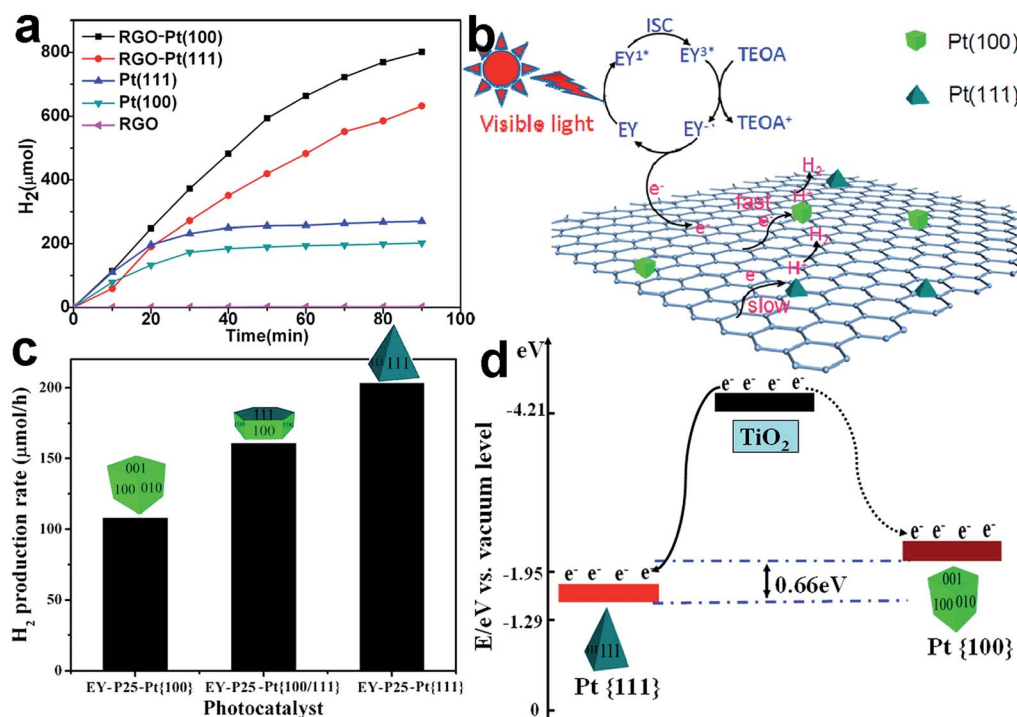 a
RGO-Pt(100)
RGO-Pt(111)
Pt(111)
Pt(100)
RGO
H2(μmol)
800
600
400
200
0
0 20 40 60 80 100
Time(min)
b
Visible light
ISC
EY1* EY3* TEOA
EY EY-· TEOA+
e-
e-
fast
e-
H+
H2
e-
H+
H2
slow
Pt(100)
Pt(111)
c
H2 production rate (μmol/h)
200
150
100
50
0
001
100 010
111
100
111
EY-P25-Pt{100} EY-P25-Pt{100/111} EY-P25-Pt{111}
Photocatalyst
d
eV
E/eV vs. vacuum level
-4.21
-1.95
-1.29
0
e- e- e- e-
TiO2
e- e- e- e-
e- e- e- e-
0.66eV
111
Pt {111}
001
100 010
Pt {100}